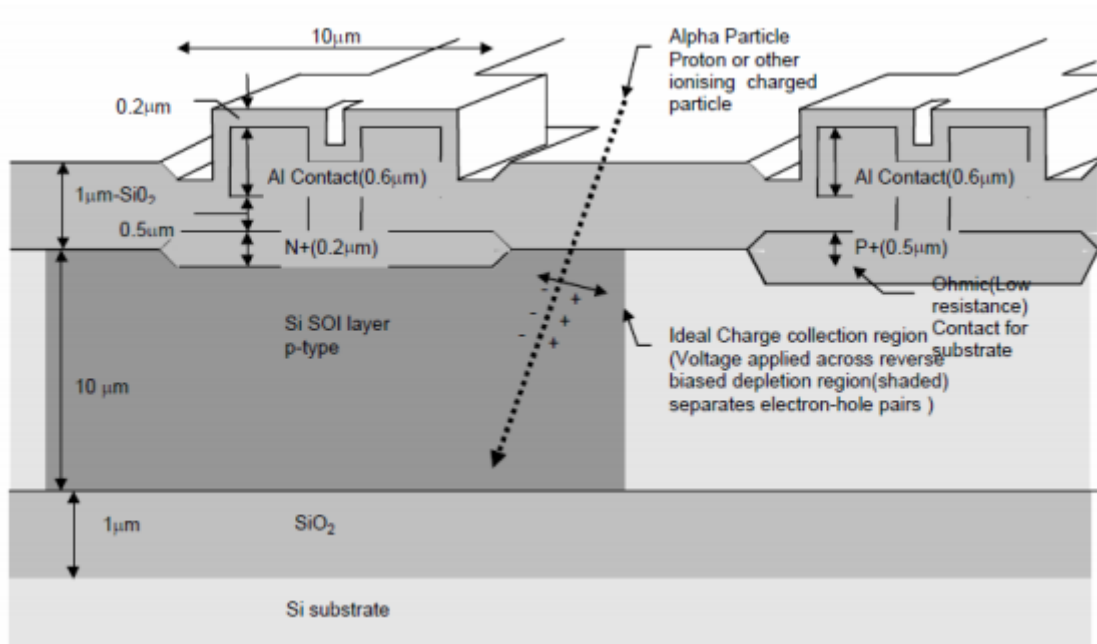 10μm
Alpha Particle
Proton or other
ionising charged
particle
0.2μm
Al Contact(0.6μm)
Al Contact(0.6μm)
1μm-SiO2
0.5μm
N+(0.2μm)
P+(0.5μm)
Ohmic(Low
resistance)
Contact for
substrate
Si SOI layer
p-type
- +
- +
- +
Ideal Charge collection region
(Voltage applied across reverse
biased depletion region(shaded)
separates electron-hole pairs )
10 μm
1μm
SiO2
Si substrate